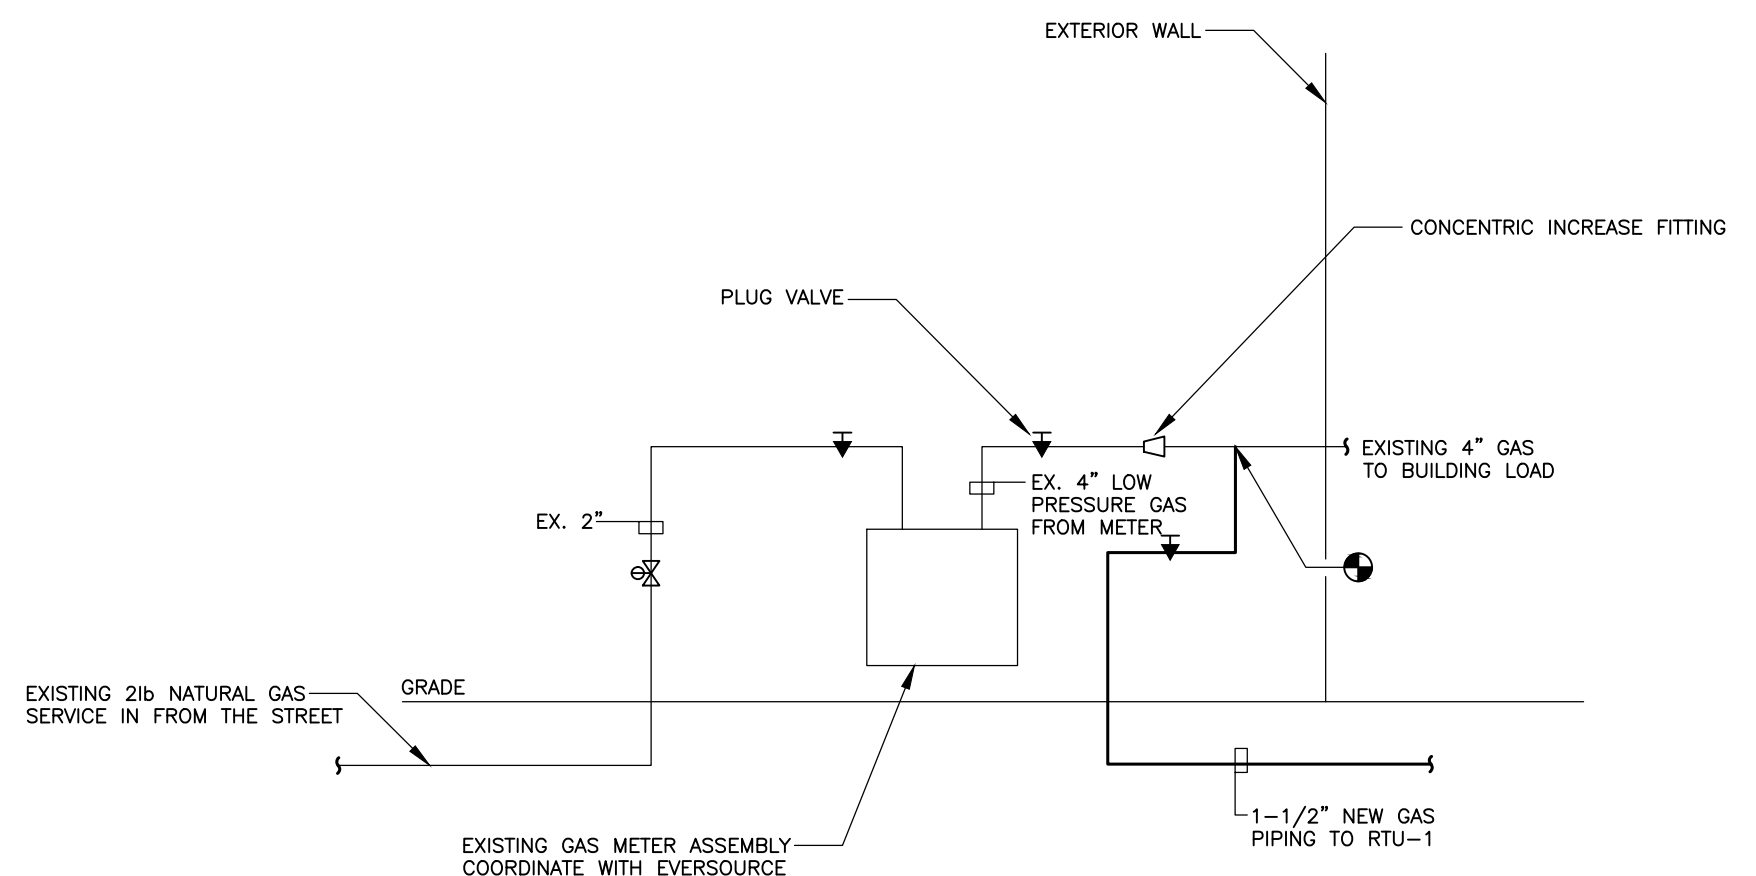 EXTERIOR WALL
CONCENTRIC INCREASE FITTING
PLUG VALVE
EXISTING 4" GAS
TO BUILDING LOAD
EX. 4" LOW
PRESSURE GAS
FROM METER
EX. 2"
GRADE
EXISTING 2lb NATURAL GAS
SERVICE IN FROM THE STREET
1-1/2" NEW GAS
PIPING TO RTU-1
EXISTING GAS METER ASSEMBLY
COORDINATE WITH EVERSOURCE